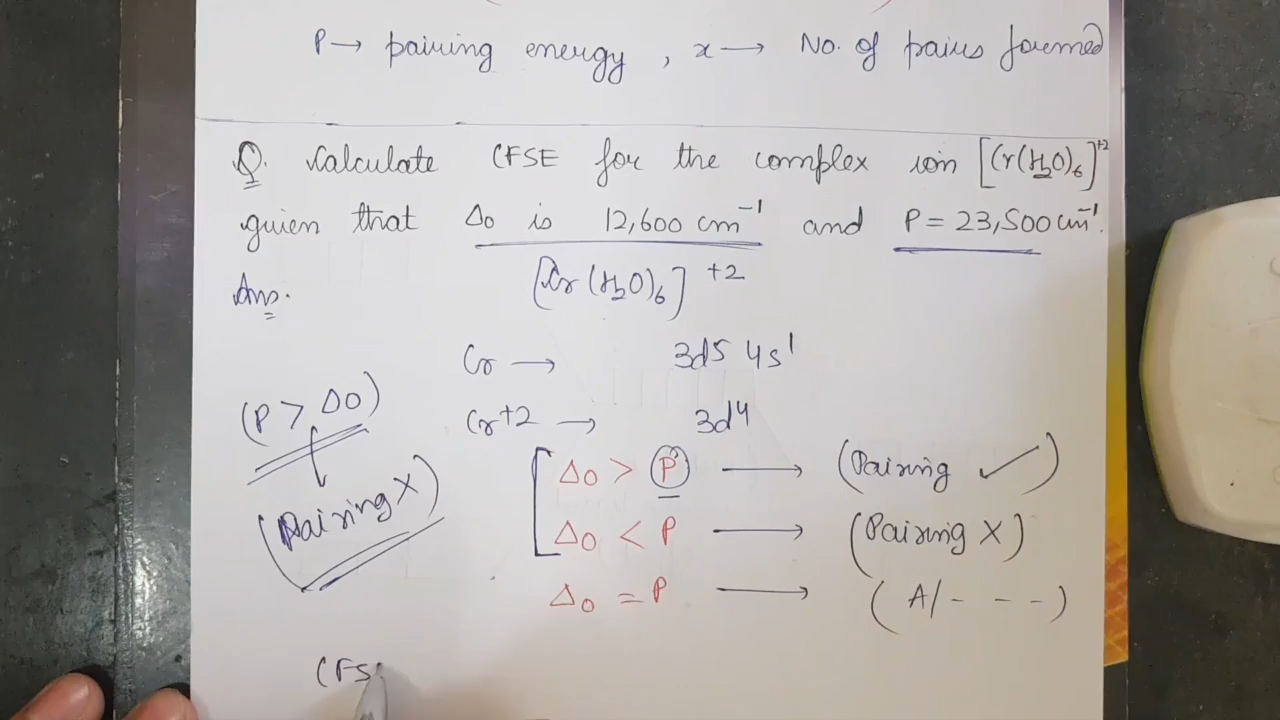 P → pairing energy , x → No. of pairs formed
Q. Calculate CFSE for the complex ion [Cr(H2O)6]+2
given that Δo is 12,600 cm-1 and P = 23,500 cm-1.
Ans. [Cr(H2O)6]+2
Cr → 3d5 4s1
(P > Δo)
Cr+2 → 3d4
Δo > P → (Pairing ✓)
(Pairing X)
Δo < P → (Pairing X)
Δo = P → ( A/- - - )
CFS